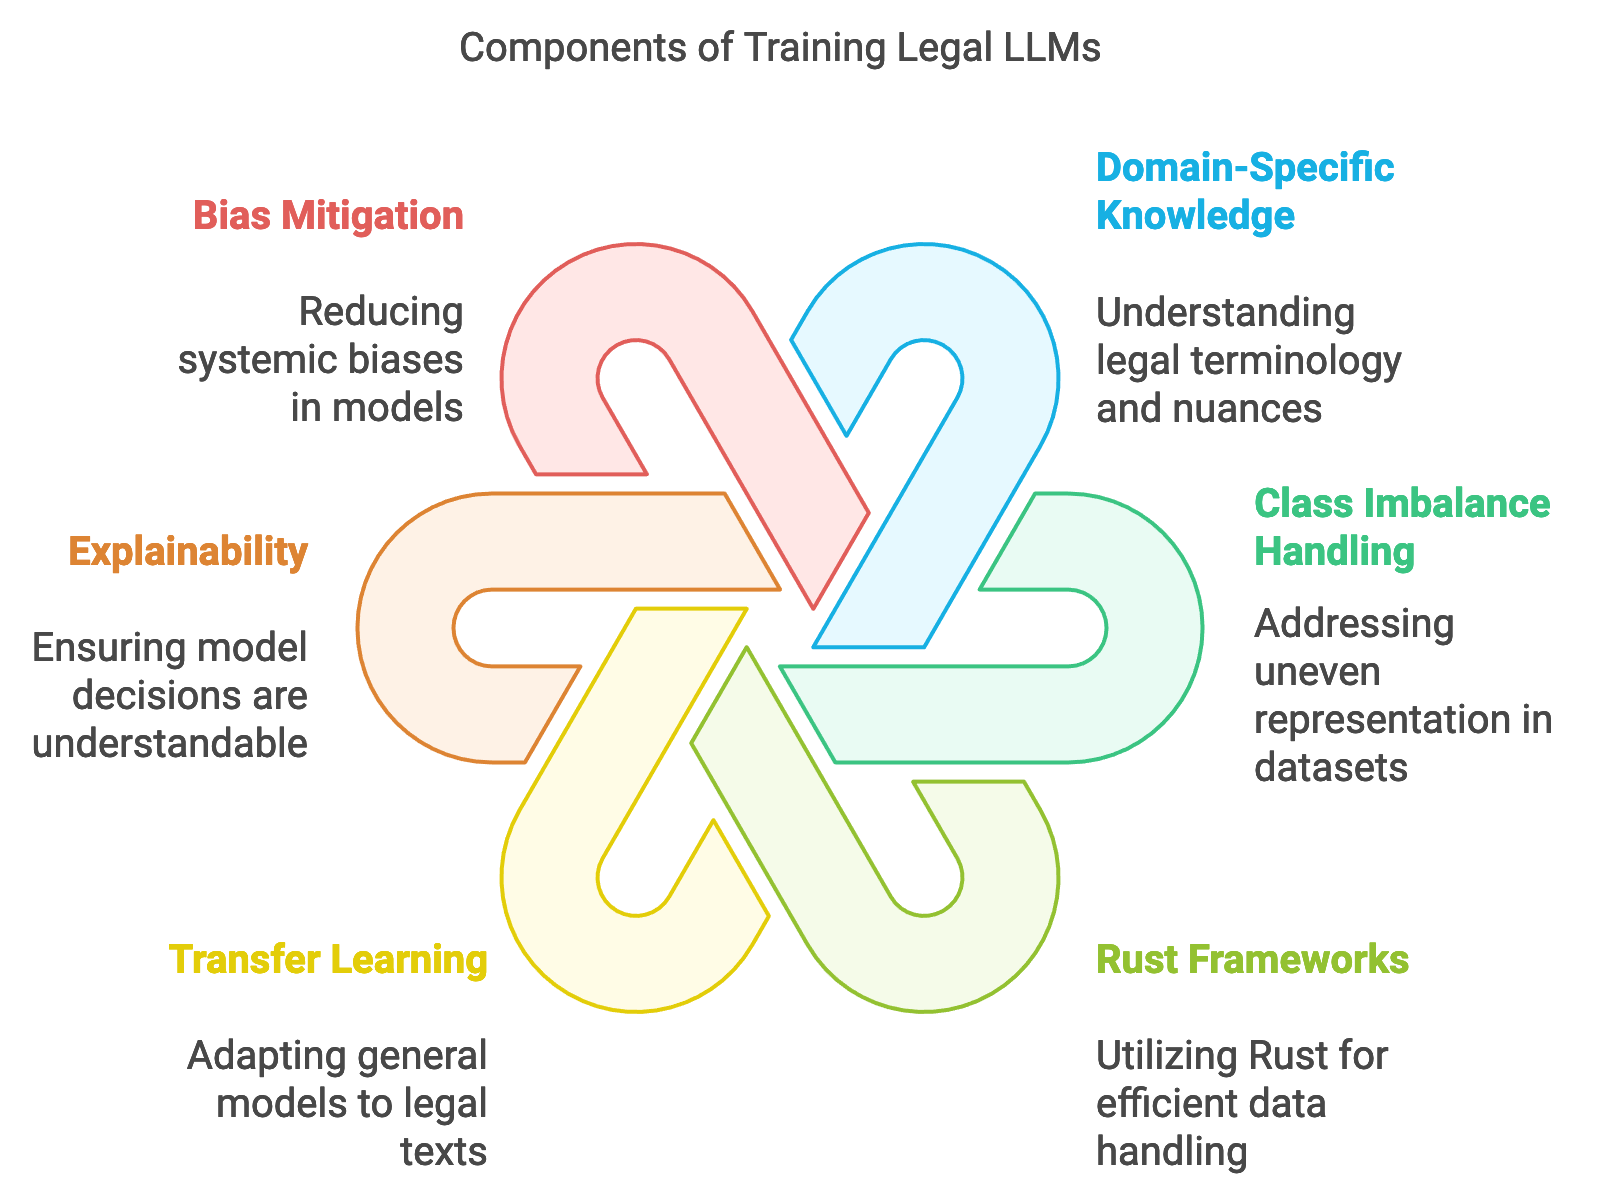 Components of Training Legal LLMs
Bias Mitigation
Reducing
systemic biases
in models
Domain-Specific
Knowledge
Understanding
legal terminology
and nuances
Explainability
Ensuring model
decisions are
understandable
Class Imbalance
Handling
Addressing
uneven
representation in
datasets
Transfer Learning
Adapting general
models to legal
texts
Rust Frameworks
Utilizing Rust for
efficient data
handling